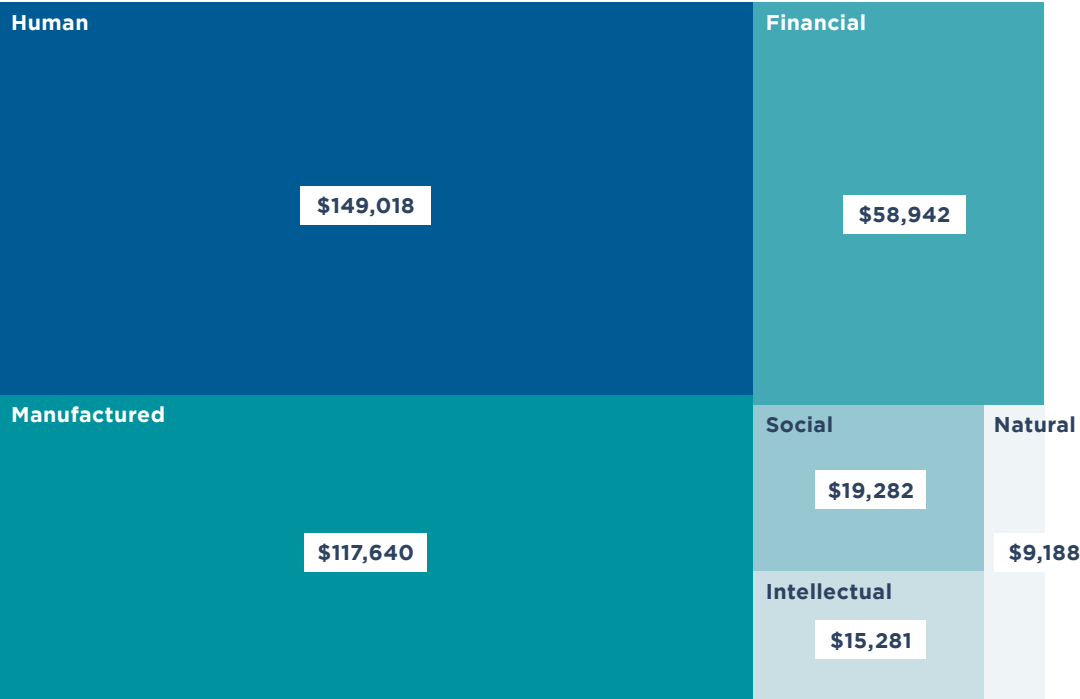 Human
$149,018
Financial
$58,942
Manufactured
$117,640
Social
$19,282
Natural
$9,188
Intellectual
$15,281